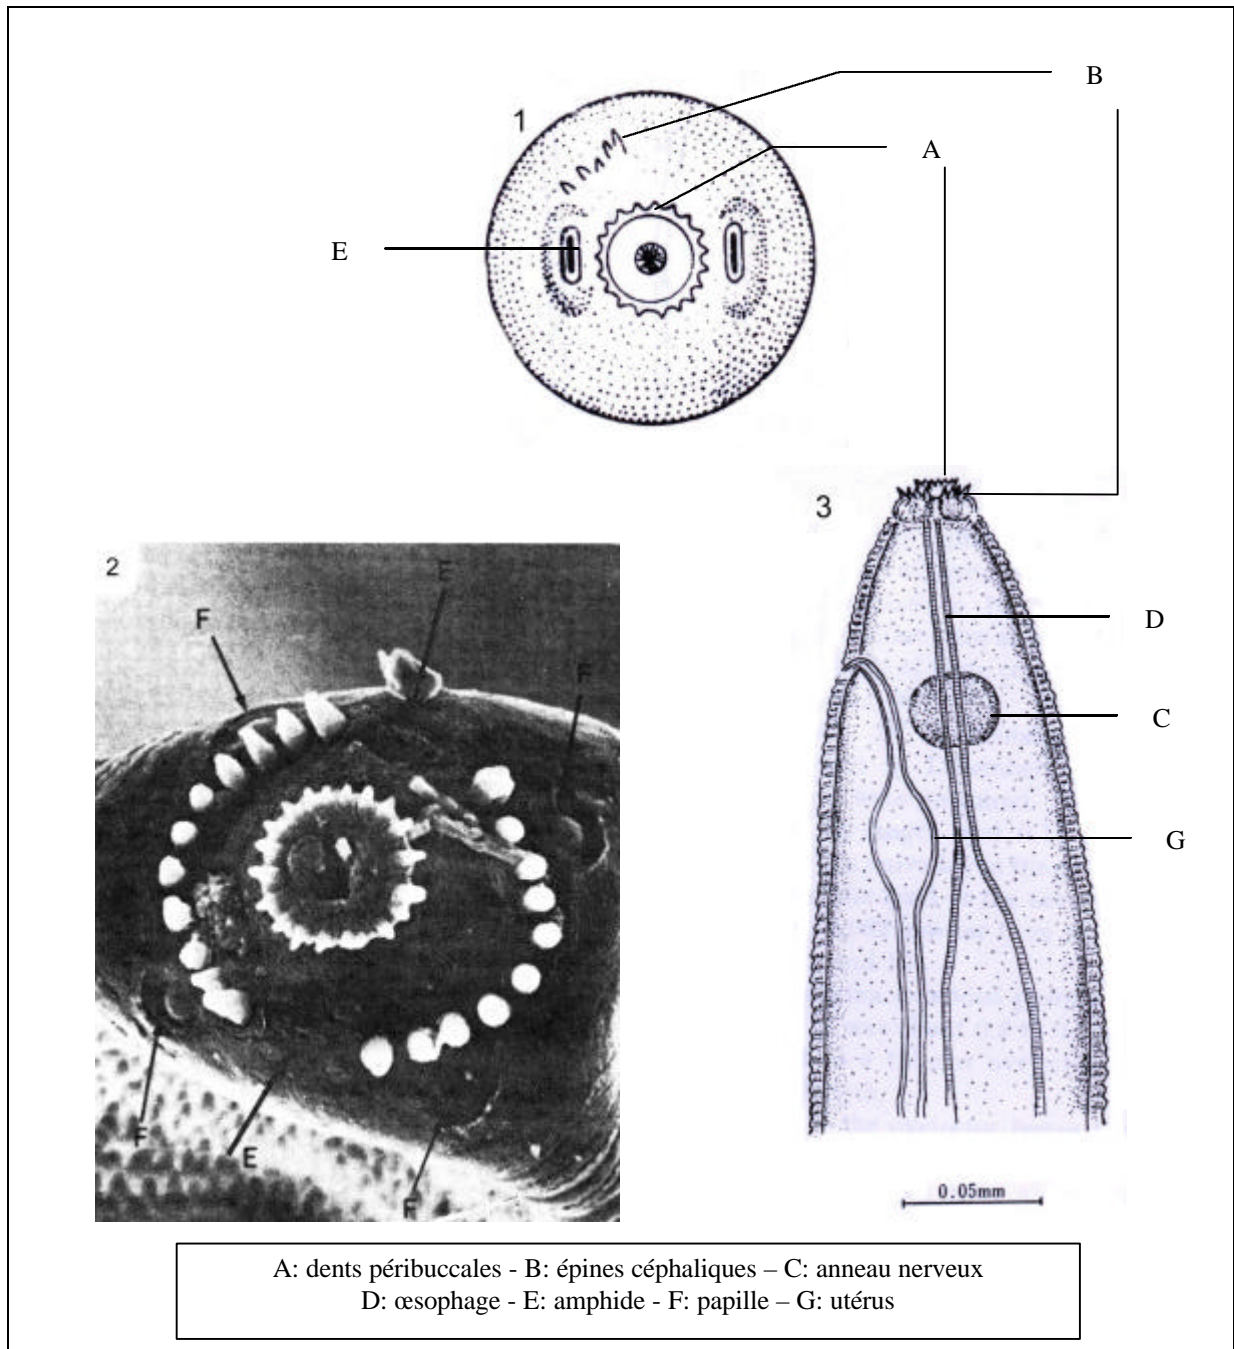 B
1
A
E
3
2
E
F
F
D
C
G
F
E
F
0.05mm
A: dents péribuccales - B: épines céphaliques – C: anneau nerveux
D: œsophage - E: amphide - F: papille – G: utérus